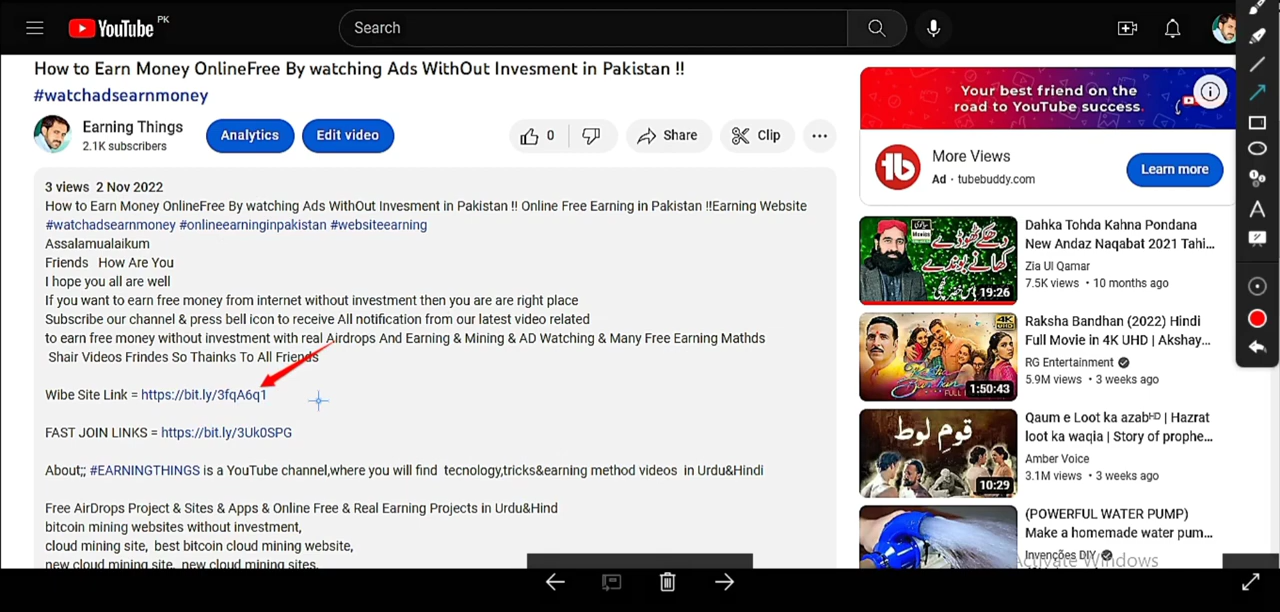 YouTube PK
Search
How to Earn Money OnlineFree By watching Ads WithOut Invesment in Pakistan !!
#watchadsearnmoney
Earning Things
2.1K subscribers
Analytics
Edit video
0
Share
Clip
3 views 2 Nov 2022
How to Earn Money OnlineFree By watching Ads WithOut Invesment in Pakistan !! Online Free Earning in Pakistan !!Earning Website
#watchadsearnmoney #onlineearninginpakistan #websiteearning
Assalamualaikum
Friends How Are You
I hope you all are well
If you want to earn free money from internet without investment then you are are right place
Subscribe our channel & press bell icon to receive All notification from our latest video related
to earn free money without investment with real Airdrops And Earning & Mining & AD Watching & Many Free Earning Mathds
Shair Videos Frindes So Thainks To All Friends
Wibe Site Link = https://bit.ly/3fqA6q1
FAST JOIN LINKS = https://bit.ly/3Uk0SPG
About;; #EARNINGTHINGS is a YouTube channel,where you will find tecnology,tricks&earning method videos in Urdu&Hindi
Free AirDrops Project & Sites & Apps & Online Free & Real Earning Projects in Urdu&Hind
bitcoin mining websites without investment,
cloud mining site, best bitcoin cloud mining website,
new cloud mining site, new cloud mining sites,
Your best friend on the
road to YouTube success.
More Views
Ad · tubebuddy.com
Learn more
دھکے تھوڑے
کھانے پوندے
19:26
Dahka Tohda Kahna Pondana
New Andaz Naqabat 2021 Tahi...
Zia Ul Qamar
7.5K views • 10 months ago
4K
UHD
Raksha Bandhan
1:50:43
Raksha Bandhan (2022) Hindi
Full Movie in 4K UHD | Akshay...
RG Entertainment
5.9M views • 3 weeks ago
قوم لوط
10:29
Qaum e Loot ka azabᴴᴰ | Hazrat
loot ka waqia | Story of prophe...
Amber Voice
3.1M views • 3 weeks ago
(POWERFUL WATER PUMP)
Make a homemade water pum...
Invenções DIY
Activate Windows